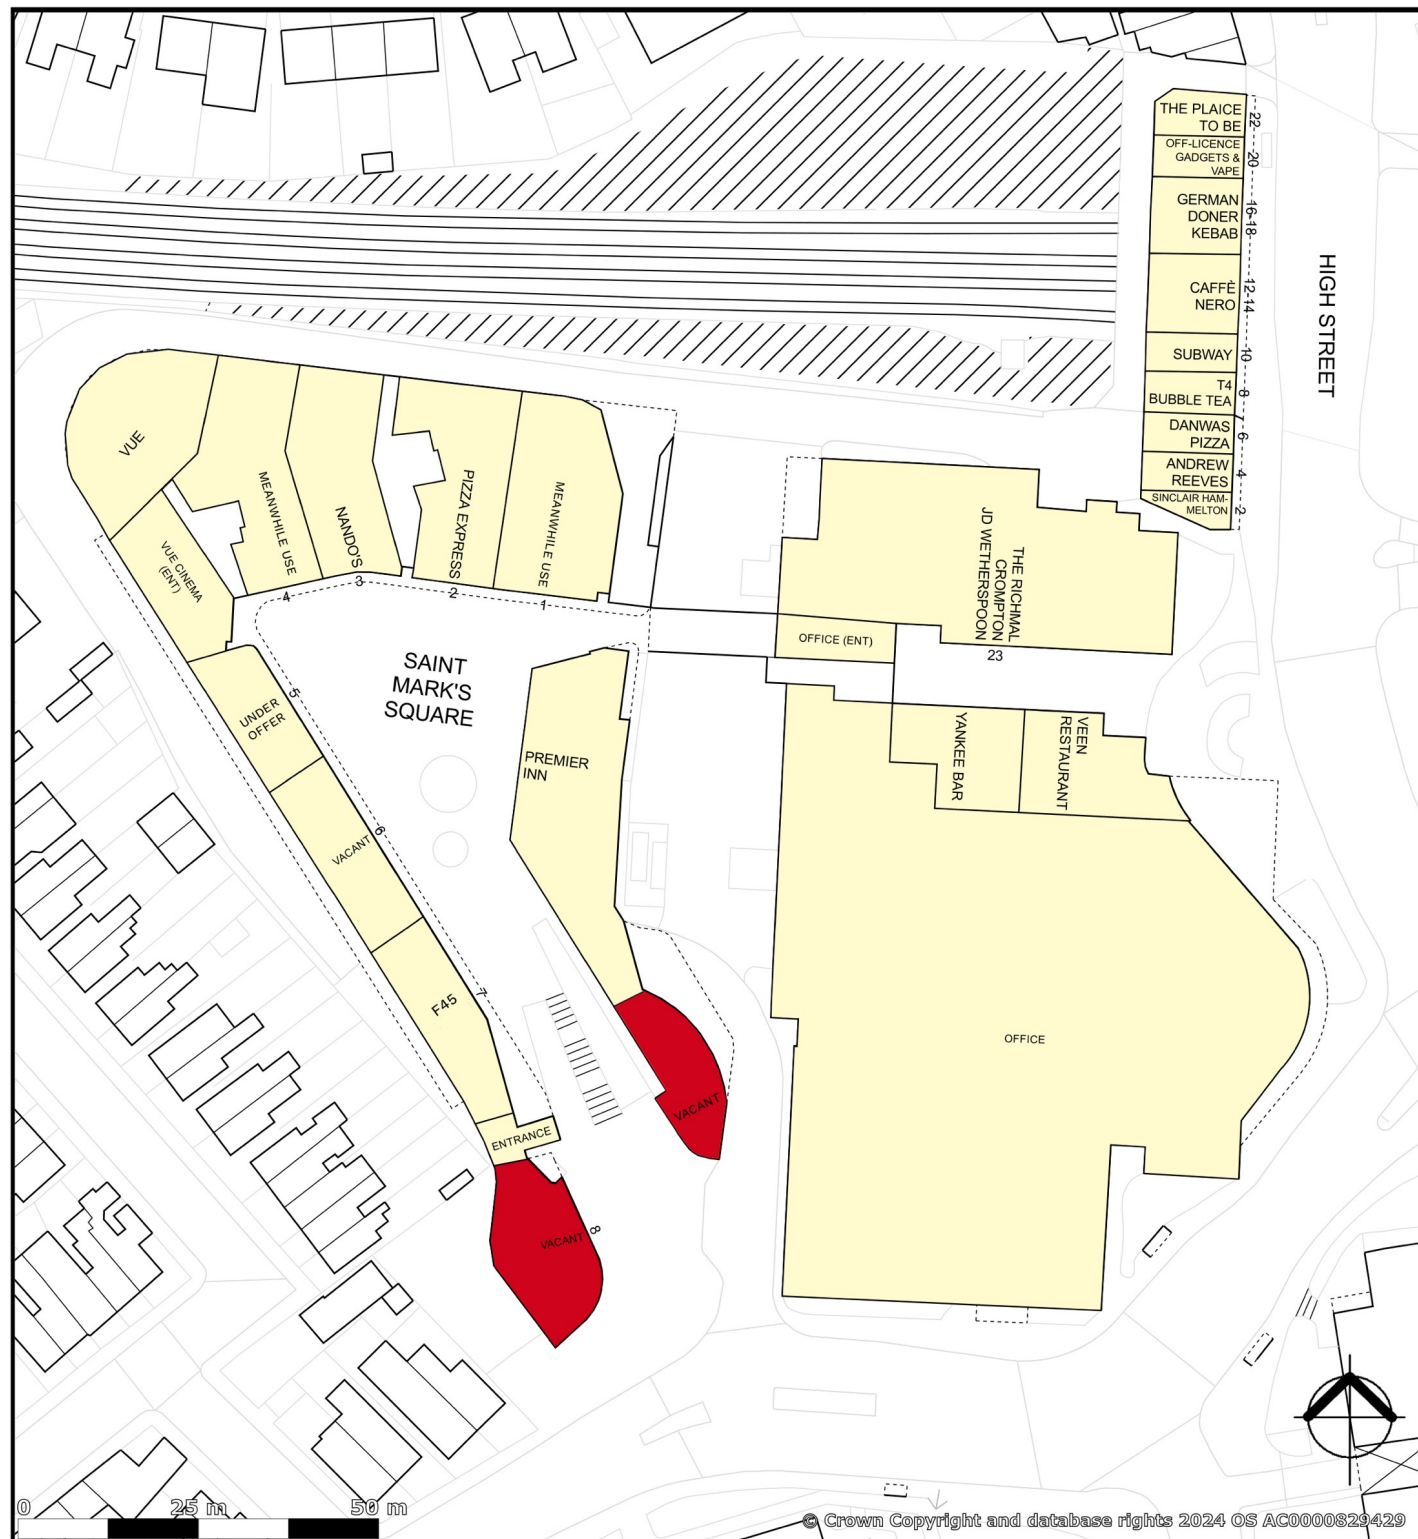 THE PLAICE
TO BE
22
OFF-LICENCE
GADGETS &
VAPE
20
GERMAN
DONER
KEBAB
16-18
CAFFÈ
NERO
12-14
SUBWAY
10
T4
BUBBLE TEA
8
7
DANWAS
PIZZA
6
ANDREW
REEVES
4
SINCLAIR HAM-
MELTON
2
HIGH STREET
VUE
MEANWHILE USE
4
NANDO'S
3
PIZZA EXPRESS
2
MEANWHILE USE
1
VUE CINEMA
(ENT)
THE RICHMAL
CROMPTON
JD WETHERSPOON
23
OFFICE (ENT)
SAINT
MARK'S
SQUARE
UNDER
OFFER
5
PREMIER
INN
YANKEE BAR
VEEN
RESTAURANT
VACANT
6
F45
7
OFFICE
VACANT
ENTRANCE
VACANT
8
0
25 m
50 m
© Crown Copyright and database rights 2024 OS AC0000829429